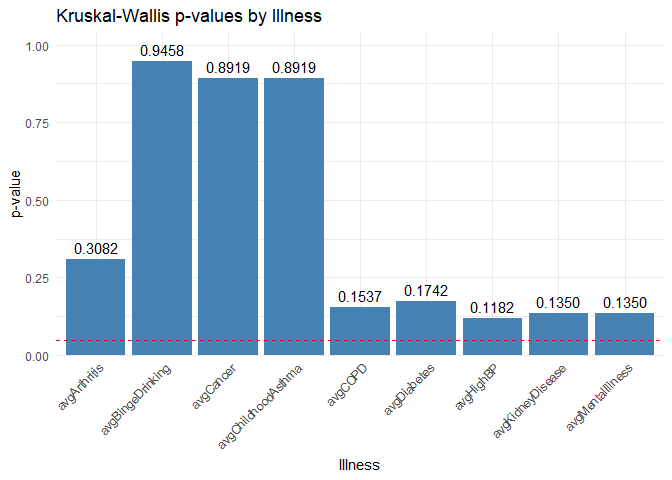 Kruskal-Wallis p-values by Illness
1.00
0.75
0.50
0.25
0.00
p-value
0.3082
0.9458
0.8919
0.8919
0.1537
0.1742
0.1182
0.1350
0.1350
avgArthritis
avgBingeDrinking
avgCancer
avgChildhoodAsthma
avgCOPD
avgDiabetes
avgHighBP
avgKidneyDisease
avgMentalIllness
Illness